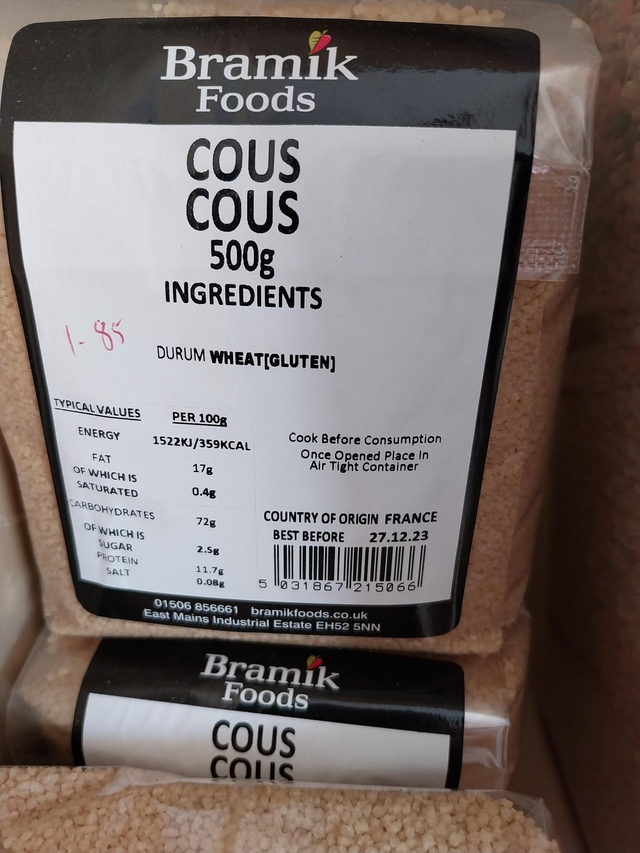 Bramik
Foods
COUS
COUS
500g
INGREDIENTS
1-85
DURUM WHEAT[GLUTEN]
TYPICAL VALUES PER 100g
ENERGY 1522KJ/359KCAL
FAT 17g
OF WHICH IS
SATURATED 0.4g
CARBOHYDRATES 72g
OF WHICH IS
SUGAR 2.5g
PROTEIN 11.7g
SALT 0.08g
Cook Before Consumption
Once Opened Place In
Air Tight Container
COUNTRY OF ORIGIN FRANCE
BEST BEFORE 27.12.23
5 031867 215066
01506 856661 bramikfoods.co.uk
East Mains Industrial Estate EH52 5NN
Bramik
Foods
COUS
COUS